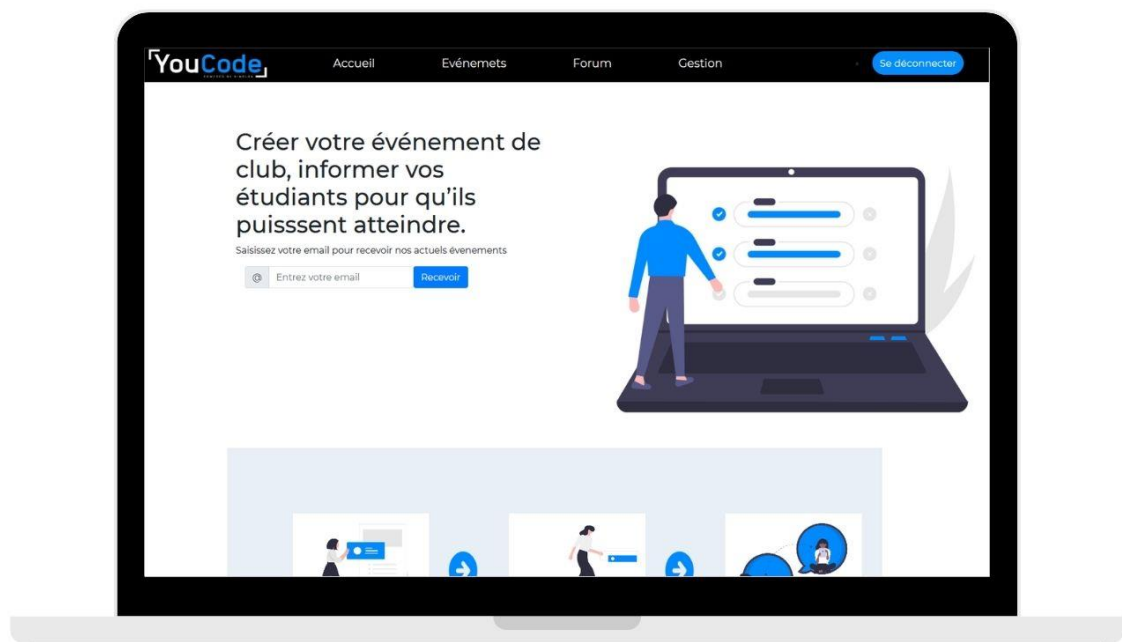 YouCode
Accueil
Evénemets
Forum
Gestion
Se déconnecter
Créer votre événement de
club, informer vos
étudiants pour qu'ils
puisssent atteindre.
Saisissez votre email pour recevoir nos actuels évenements
@ Entrez votre email
Recevoir